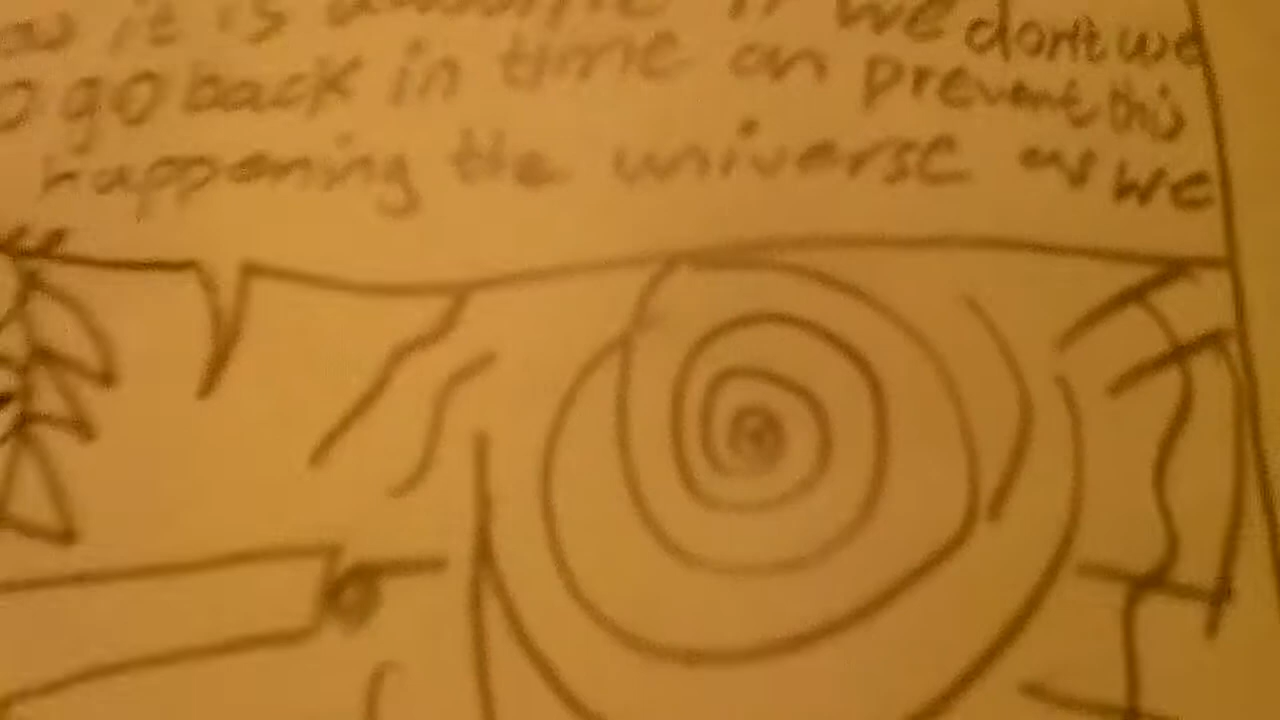 it is if we don't we
go back in time an prevent this
happening the universe as we